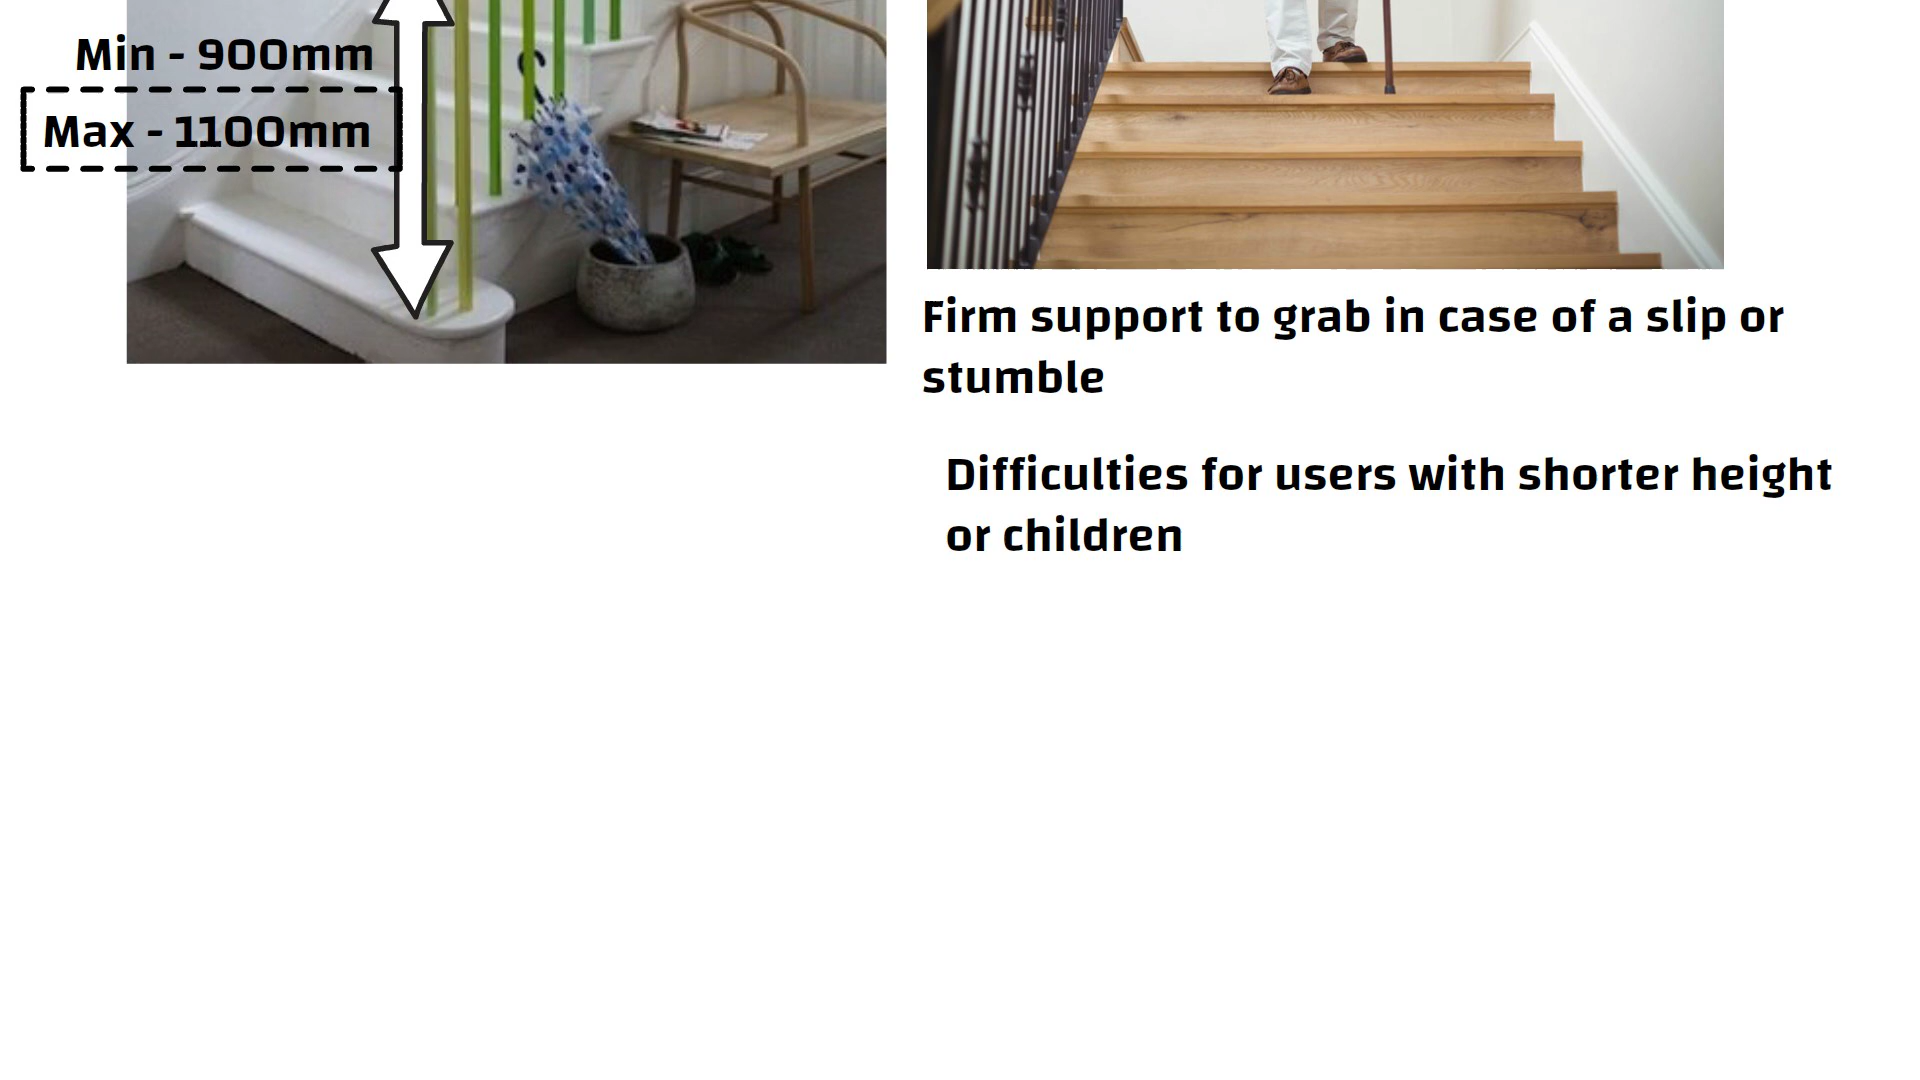 Min - 900mm
Max - 1100mm
Firm support to grab in case of a slip or
stumble
Difficulties for users with shorter height
or children